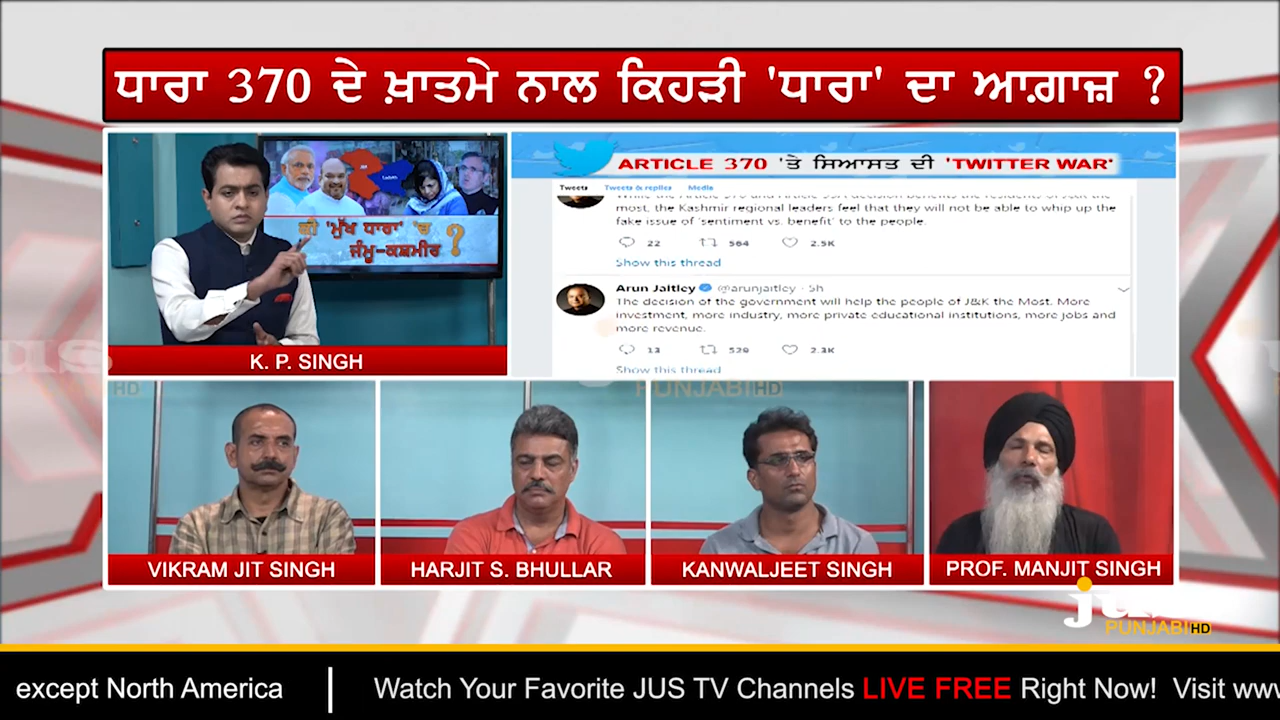 ਧਾਰਾ 370 ਦੇ ਖ਼ਾਤਮੇ ਨਾਲ ਕਿਹੜੀ 'ਧਾਰਾ' ਦਾ ਆਗ਼ਾਜ਼ ?
'ਮੁੱਖ ਧਾਰਾ' 'ਚ
ਜੰਮੂ-ਕਸ਼ਮੀਰ ?
K. P. SINGH
ARTICLE 370 'ਤੇ ਸਿਆਸਤ ਦੀ 'TWITTER WAR'
Tweets Tweets & replies Media
most, the Kashmir regional leaders feel that they will not be able to whip up the
fake issue of 'sentiment vs. benefit' to the people.
22 564 2.5K
Show this thread
Arun Jaitley @arunjaitley · 5h
The decision of the government will help the people of J&K the Most. More
investment, more industry, more private educational institutions, more jobs and
more revenue.
13 529 2.3K
Show this thread
PUNJABI HD
VIKRAM JIT SINGH
HARJIT S. BHULLAR
KANWALJEET SINGH
PROF. MANJIT SINGH
jus
PUNJABI HD
except North America | Watch Your Favorite JUS TV Channels LIVE FREE Right Now! Visit www